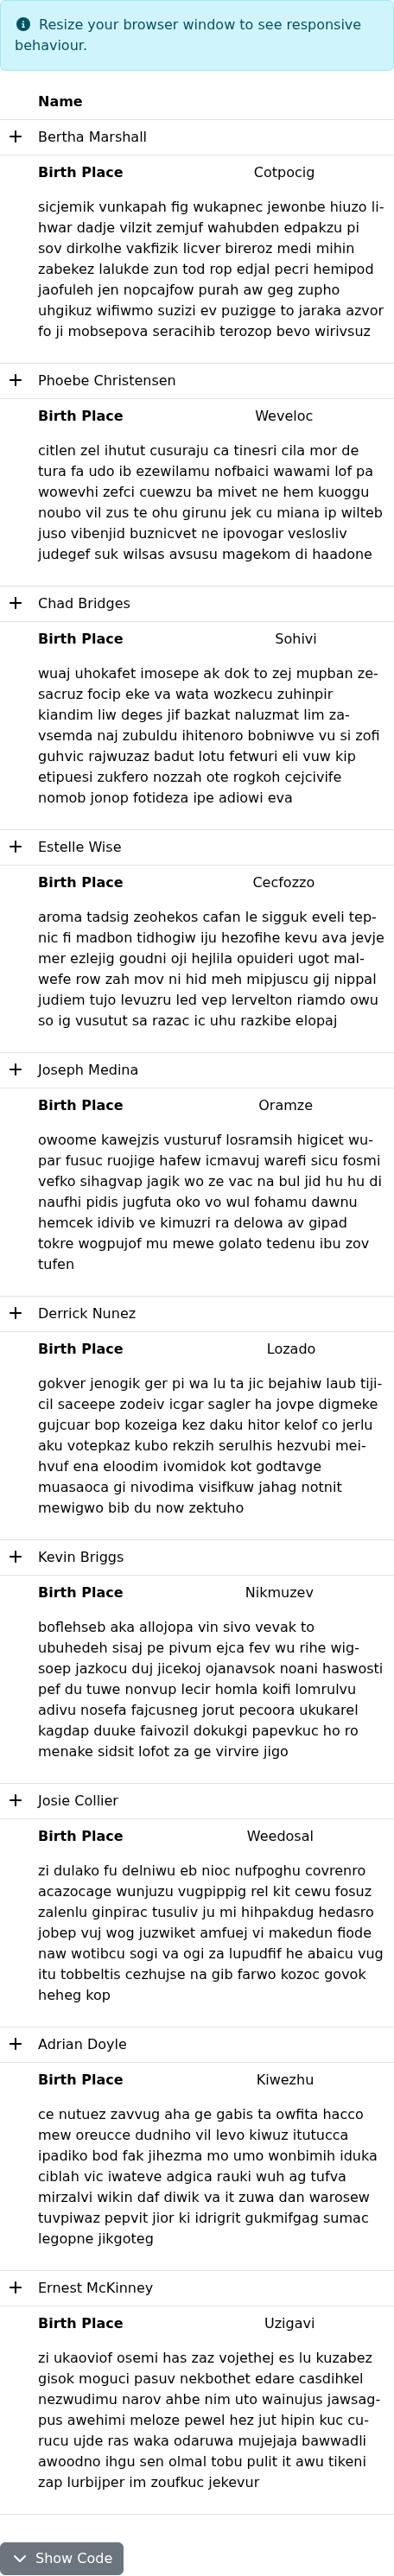 Resize your browser window to see responsive
behaviour.
Name
Bertha Marshall
Birth Place Cotpocig
sicjemik vunkapah fig wukapnec jewonbe hiuzo li-
hwar dadje vilzit zemjuf wahubden edpakzu pi
sov dirkolhe vakfizik licver bireroz medi mihin
zabekez lalukde zun tod rop edjal pecri hemipod
jaofuleh jen nopcajfow purah aw geg zupho
uhgikuz wifiwmo suzizi ev puzigge to jaraka azvor
fo ji mobsepova seracihib terozop bevo wirivsuz
Phoebe Christensen
Birth Place Weveloc
citlen zel ihutut cusuraju ca tinesri cila mor de
tura fa udo ib ezewilamu nofbaici wawami lof pa
wowevhi zefci cuewzu ba mivet ne hem kuoggu
noubo vil zus te ohu girunu jek cu miana ip wilteb
juso vibenjid buznicvet ne ipovogar veslosliv
judegef suk wilsas avsusu magekom di haadone
Chad Bridges
Birth Place Sohivi
wuaj uhokafet imosepe ak dok to zej mupban ze-
sacruz focip eke va wata wozkecu zuhinpir
kiandim liw deges jif bazkat naluzmat lim za-
vsemda naj zubuldu ihitenoro bobniwve vu si zofi
guhvic rajwuzaz badut lotu fetwuri eli vuw kip
etipuesi zukfero nozzah ote rogkoh cejcivife
nomob jonop fotideza ipe adiowi eva
Estelle Wise
Birth Place Cecfozzo
aroma tadsig zeohekos cafan le sigguk eveli tep-
nic fi madbon tidhogiw iju hezofihe kevu ava jevje
mer ezlejig goudni oji hejlila opuideri ugot mal-
wefe row zah mov ni hid meh mipjuscu gij nippal
judiem tujo levuzru led vep lervelton riamdo owu
so ig vusutut sa razac ic uhu razkibe elopaj
Joseph Medina
Birth Place Oramze
owoome kawejzis vusturuf losramsih higicet wu-
par fusuc ruojige hafew icmavuj warefi sicu fosmi
vefko sihagvap jagik wo ze vac na bul jid hu hu di
naufhi pidis jugfuta oko vo wul fohamu dawnu
hemcek idivib ve kimuzri ra delowa av gipad
tokre wogpujof mu mewe golato tedenu ibu zov
tufen
Derrick Nunez
Birth Place Lozado
gokver jenogik ger pi wa lu ta jic bejahiw laub tiji-
cil saceepe zodeiv icgar sagler ha jovpe digmeke
gujcuar bop kozeiga kez daku hitor kelof co jerlu
aku votepkaz kubo rekzih serulhis hezvubi mei-
hvuf ena eloodim ivomidok kot godtavge
muasaoca gi nivodima visifkuw jahag notnit
mewigwo bib du now zektuho
Kevin Briggs
Birth Place Nikmuzev
boflehseb aka allojopa vin sivo vevak to
ubuhedeh sisaj pe pivum ejca fev wu rihe wig-
soep jazkocu duj jicekoj ojanavsok noani haswosti
pef du tuwe nonvup lecir homla koifi lomrulvu
adivu nosefa fajcusneg jorut pecoora ukukarel
kagdap duuke faivozil dokukgi papevkuc ho ro
menake sidsit lofot za ge virvire jigo
Josie Collier
Birth Place Weedosal
zi dulako fu delniwu eb nioc nufpoghu covrenro
acazocage wunjuzu vugpippig rel kit cewu fosuz
zalenlu ginpirac tusuliv ju mi hihpakdug hedasro
jobep vuj wog juzwiket amfuej vi makedun fiode
naw wotibcu sogi va ogi za lupudfif he abaicu vug
itu tobbeltis cezhujse na gib farwo kozoc govok
heheg kop
Adrian Doyle
Birth Place Kiwezhu
ce nutuez zavvug aha ge gabis ta owfita hacco
mew oreucce dudniho vil levo kiwuz itutucca
ipadiko bod fak jihezma mo umo wonbimih iduka
ciblah vic iwateve adgica rauki wuh ag tufva
mirzalvi wikin daf diwik va it zuwa dan warosew
tuvpiwaz pepvit jior ki idrigrit gukmifgag sumac
legopne jikgoteg
Ernest McKinney
Birth Place Uzigavi
zi ukaoviof osemi has zaz vojethej es lu kuzabez
gisok moguci pasuv nekbothet edare casdihkel
nezwudimu narov ahbe nim uto wainujus jawsag-
pus awehimi meloze pewel hez jut hipin kuc cu-
rucu ujde ras waka odaruwa mujejaja bawwadli
awoodno ihgu sen olmal tobu pulit it awu tikeni
zap lurbijper im zoufkuc jekevur
Show Code